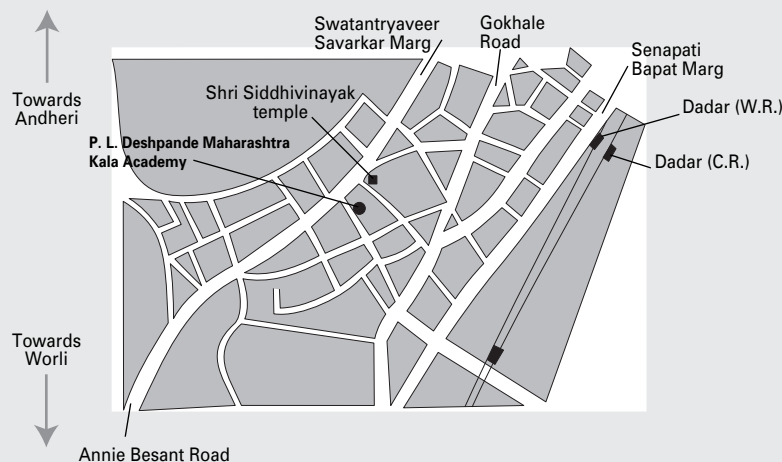 Swatantryaveer
Savarkar Marg
Gokhale
Road
Senapati
Bapat Marg
Towards
Andheri
Shri Siddhivinayak
temple
Dadar (W.R.)
P. L. Deshpande Maharashtra
Kala Academy
Dadar (C.R.)
Towards
Worli
Annie Besant Road